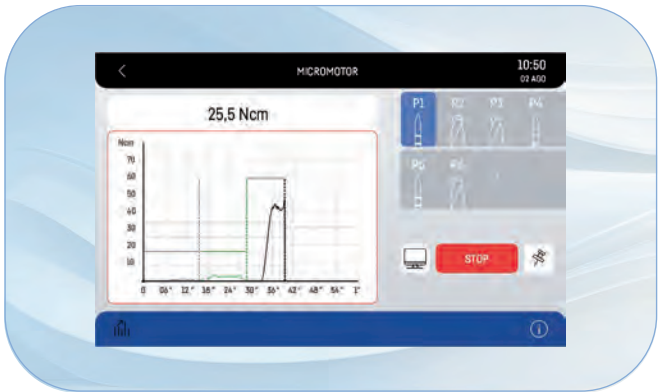 MICROMOTOR
10:50
02 AGO
25,5 Ncm
P1 P2 P3 P4
Ncm
70
60
50
40
30
20
10
0 06" 12" 18" 24" 30" 36" 42" 48" 54" 1'
P5 P6
STOP